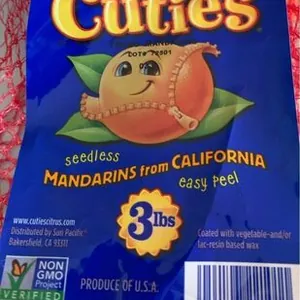 Cuties
seedless
MANDARINS from CALIFORNIA
easy peel
3lbs
www.cutiescitrus.com
Distributed by Sun Pacific
Bakersfield, CA 93311
Coated with vegetable-and/or
lac-resin based wax
NON
GMO
Project
VERIFIED
PRODUCE OF U.S.A.